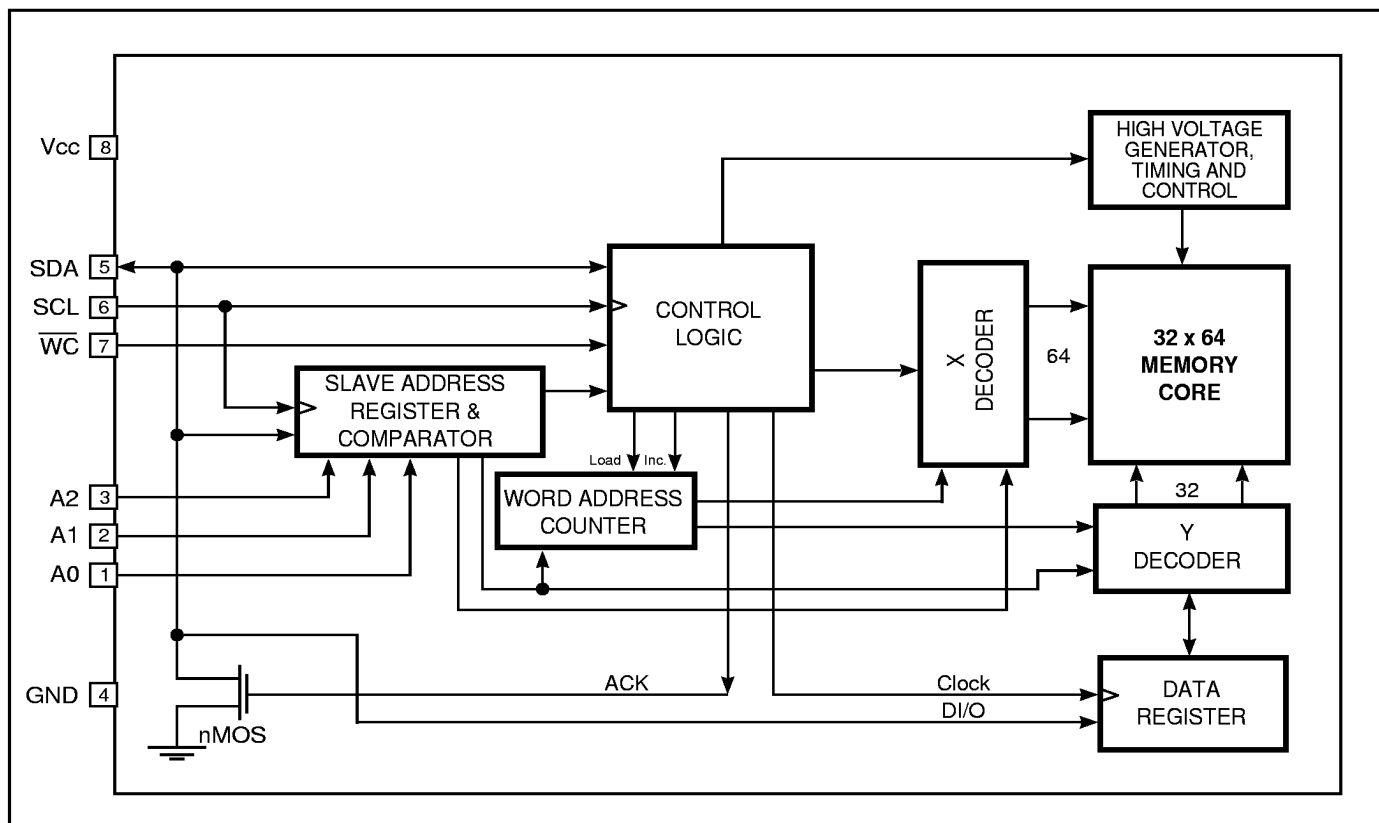 Vcc 8
SDA 5
SCL 6
WC 7
A2 3
A1 2
A0 1
GND 4
nMOS
SLAVE ADDRESS
REGISTER &
COMPARATOR
CONTROL
LOGIC
Load Inc.
WORD ADDRESS
COUNTER
ACK
Clock
DI/O
X
DECODER
64
HIGH VOLTAGE
GENERATOR,
TIMING AND
CONTROL
32 x 64
MEMORY
CORE
32
Y
DECODER
DATA
REGISTER